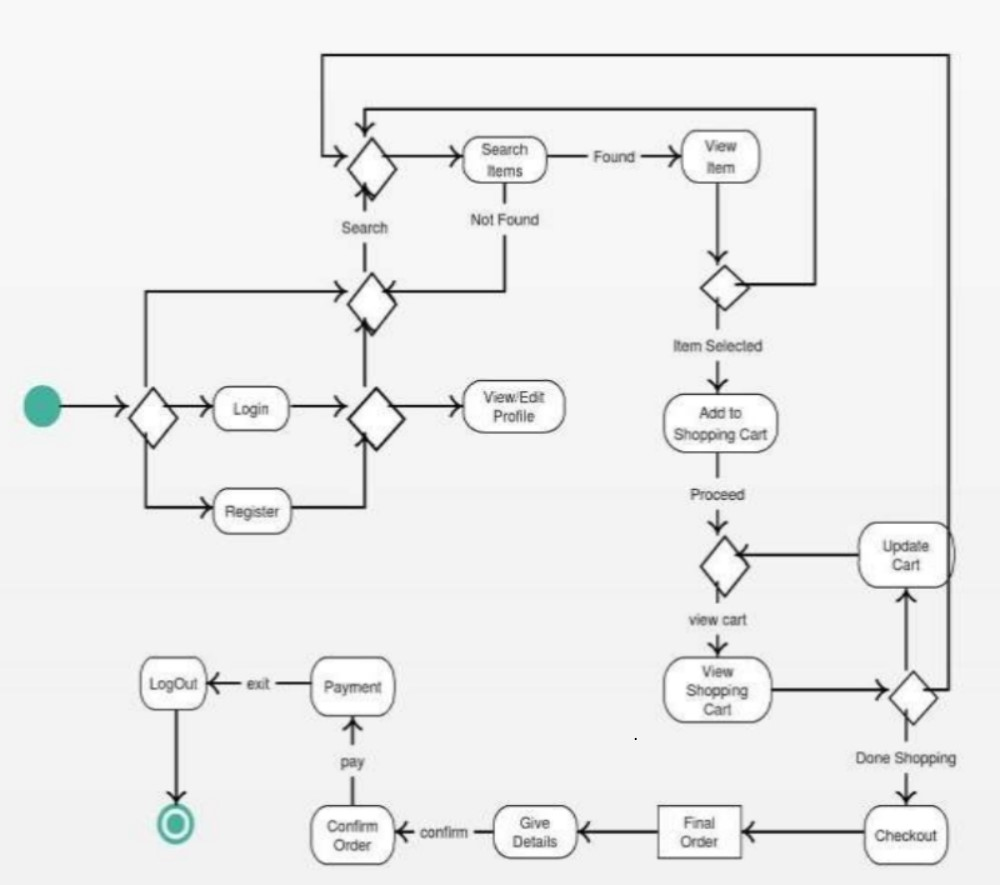 Search
Items
Found
View
Item
Search
Not Found
Item Selected
Login
View/Edit
Profile
Add to
Shopping Cart
Register
Proceed
Update
Cart
view cart
View
Shopping
Cart
LogOut
exit
Payment
Done Shopping
pay
Confirm
Order
confirm
Give
Details
Final
Order
Checkout